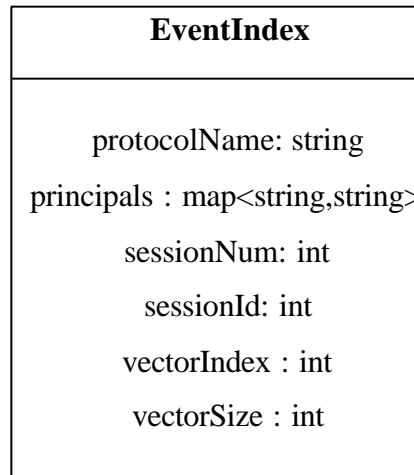 EventIndex
protocolName: string
principals : map<string,string>
sessionNum: int
sessionId: int
vectorIndex : int
vectorSize : int